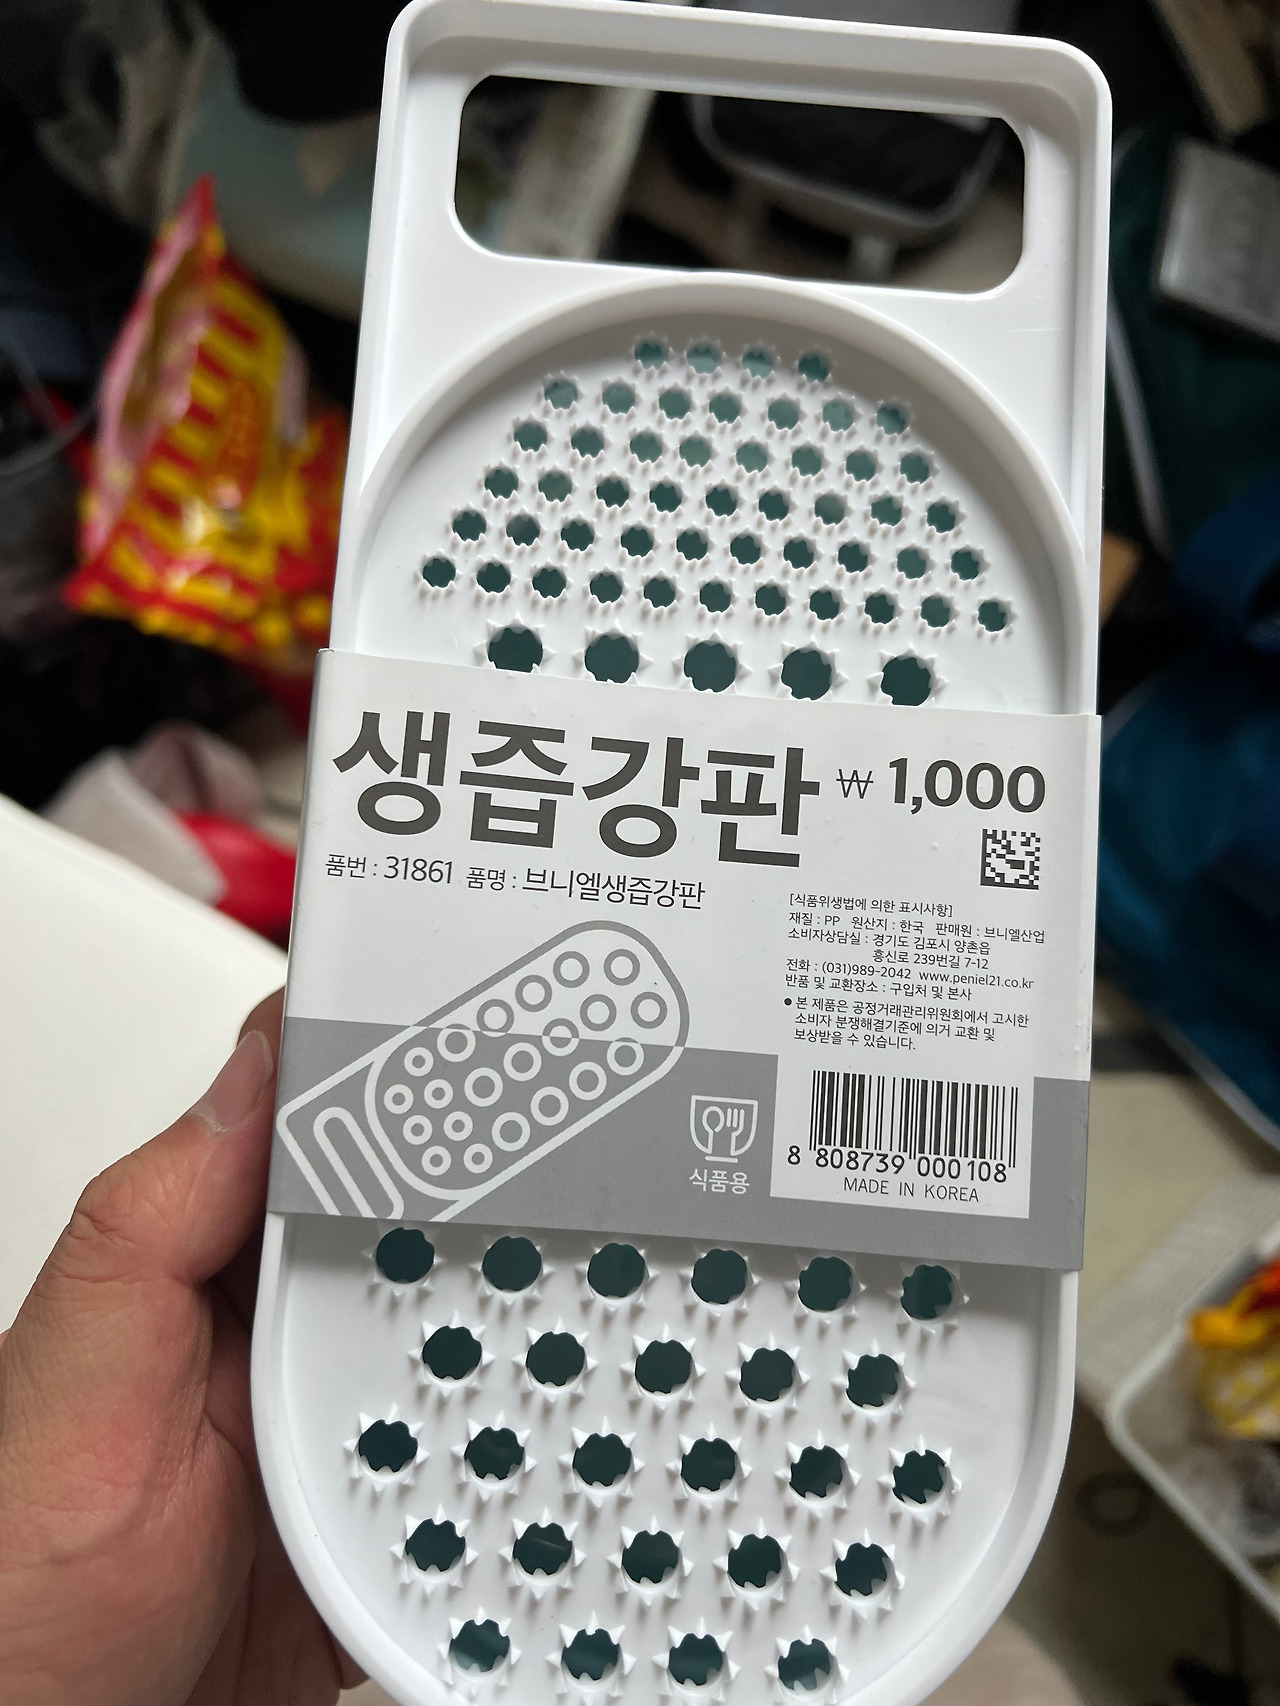 생즙강판 ₩ 1,000
품번 : 31861 품명 : 브니엘생즙강판
[식품위생법에 의한 표시사항]
재질 : PP 원산지 : 한국 판매원 : 브니엘산업
소비자상담실 : 경기도 김포시 양촌읍
흥신로 239번길 7-12
전화 : (031)989-2042 www.peniel21.co.kr
반품 및 교환장소 : 구입처 및 본사
● 본 제품은 공정거래관리위원회에서 고시한
소비자 분쟁해결기준에 의거 교환 및
보상받을 수 있습니다.
식품용
8 808739 000108
MADE IN KOREA